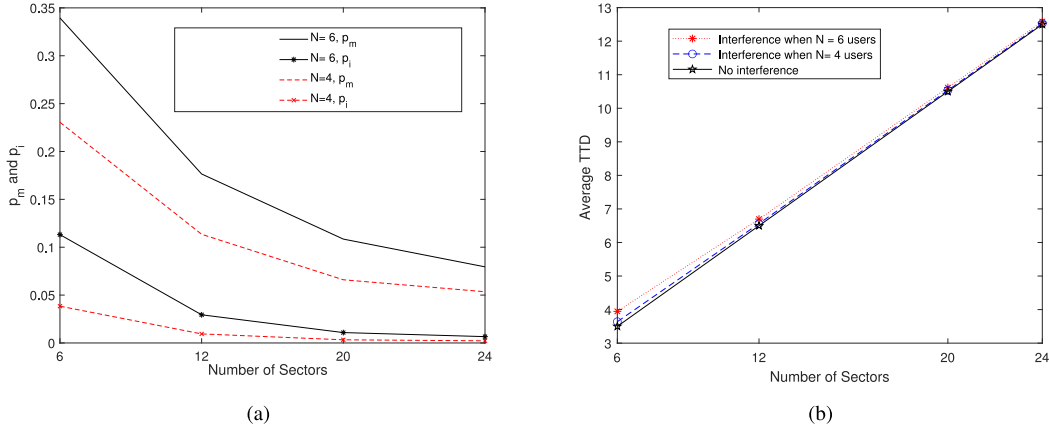 0.35
0.3
0.25
0.2
0.15
0.1
0.05
0
p_m and p_i
N= 6, p_m
N= 6, p_i
N=4, p_m
N=4, p_i
6
12
20
24
Number of Sectors
(a)
13
12
11
10
9
8
7
6
5
4
3
Average TTD
Interference when N = 6 users
Interference when N= 4 users
No interference
6
12
20
24
Number of Sectors
(b)